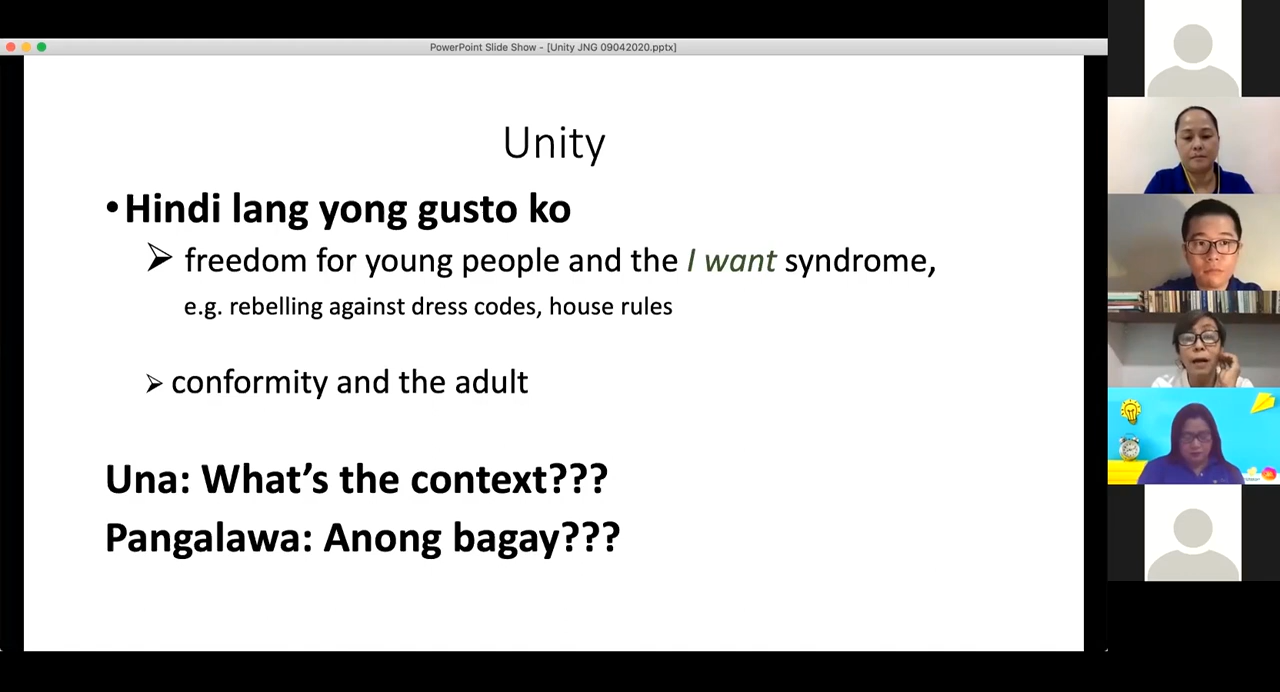 PowerPoint Slide Show - [Unity JNG 09042020.pptx]
Unity
•Hindi lang yong gusto ko
➢ freedom for young people and the I want syndrome,
e.g. rebelling against dress codes, house rules
➢ conformity and the adult
Una: What's the context???
Pangalawa: Anong bagay???